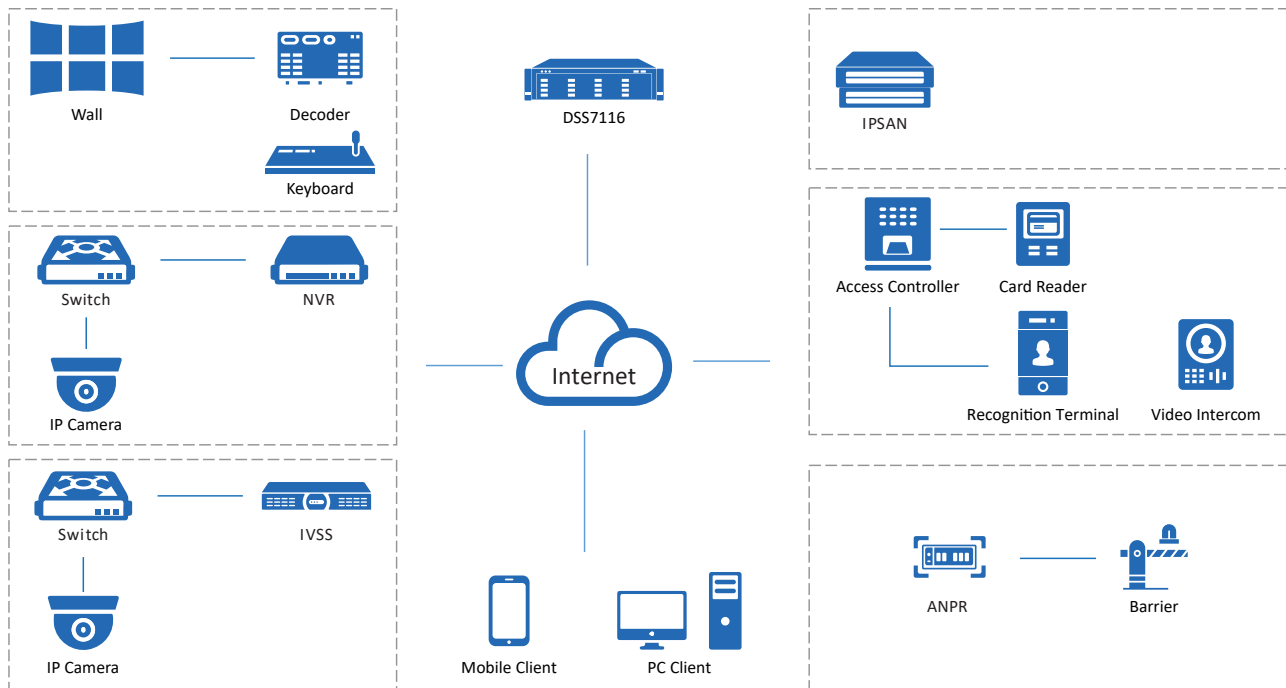 Wall
Decoder
Keyboard
Switch
NVR
IP Camera
Switch
IVSS
IP Camera
DSS7116
Internet
Mobile Client
PC Client
IPSAN
Access Controller
Card Reader
Recognition Terminal
Video Intercom
ANPR
Barrier